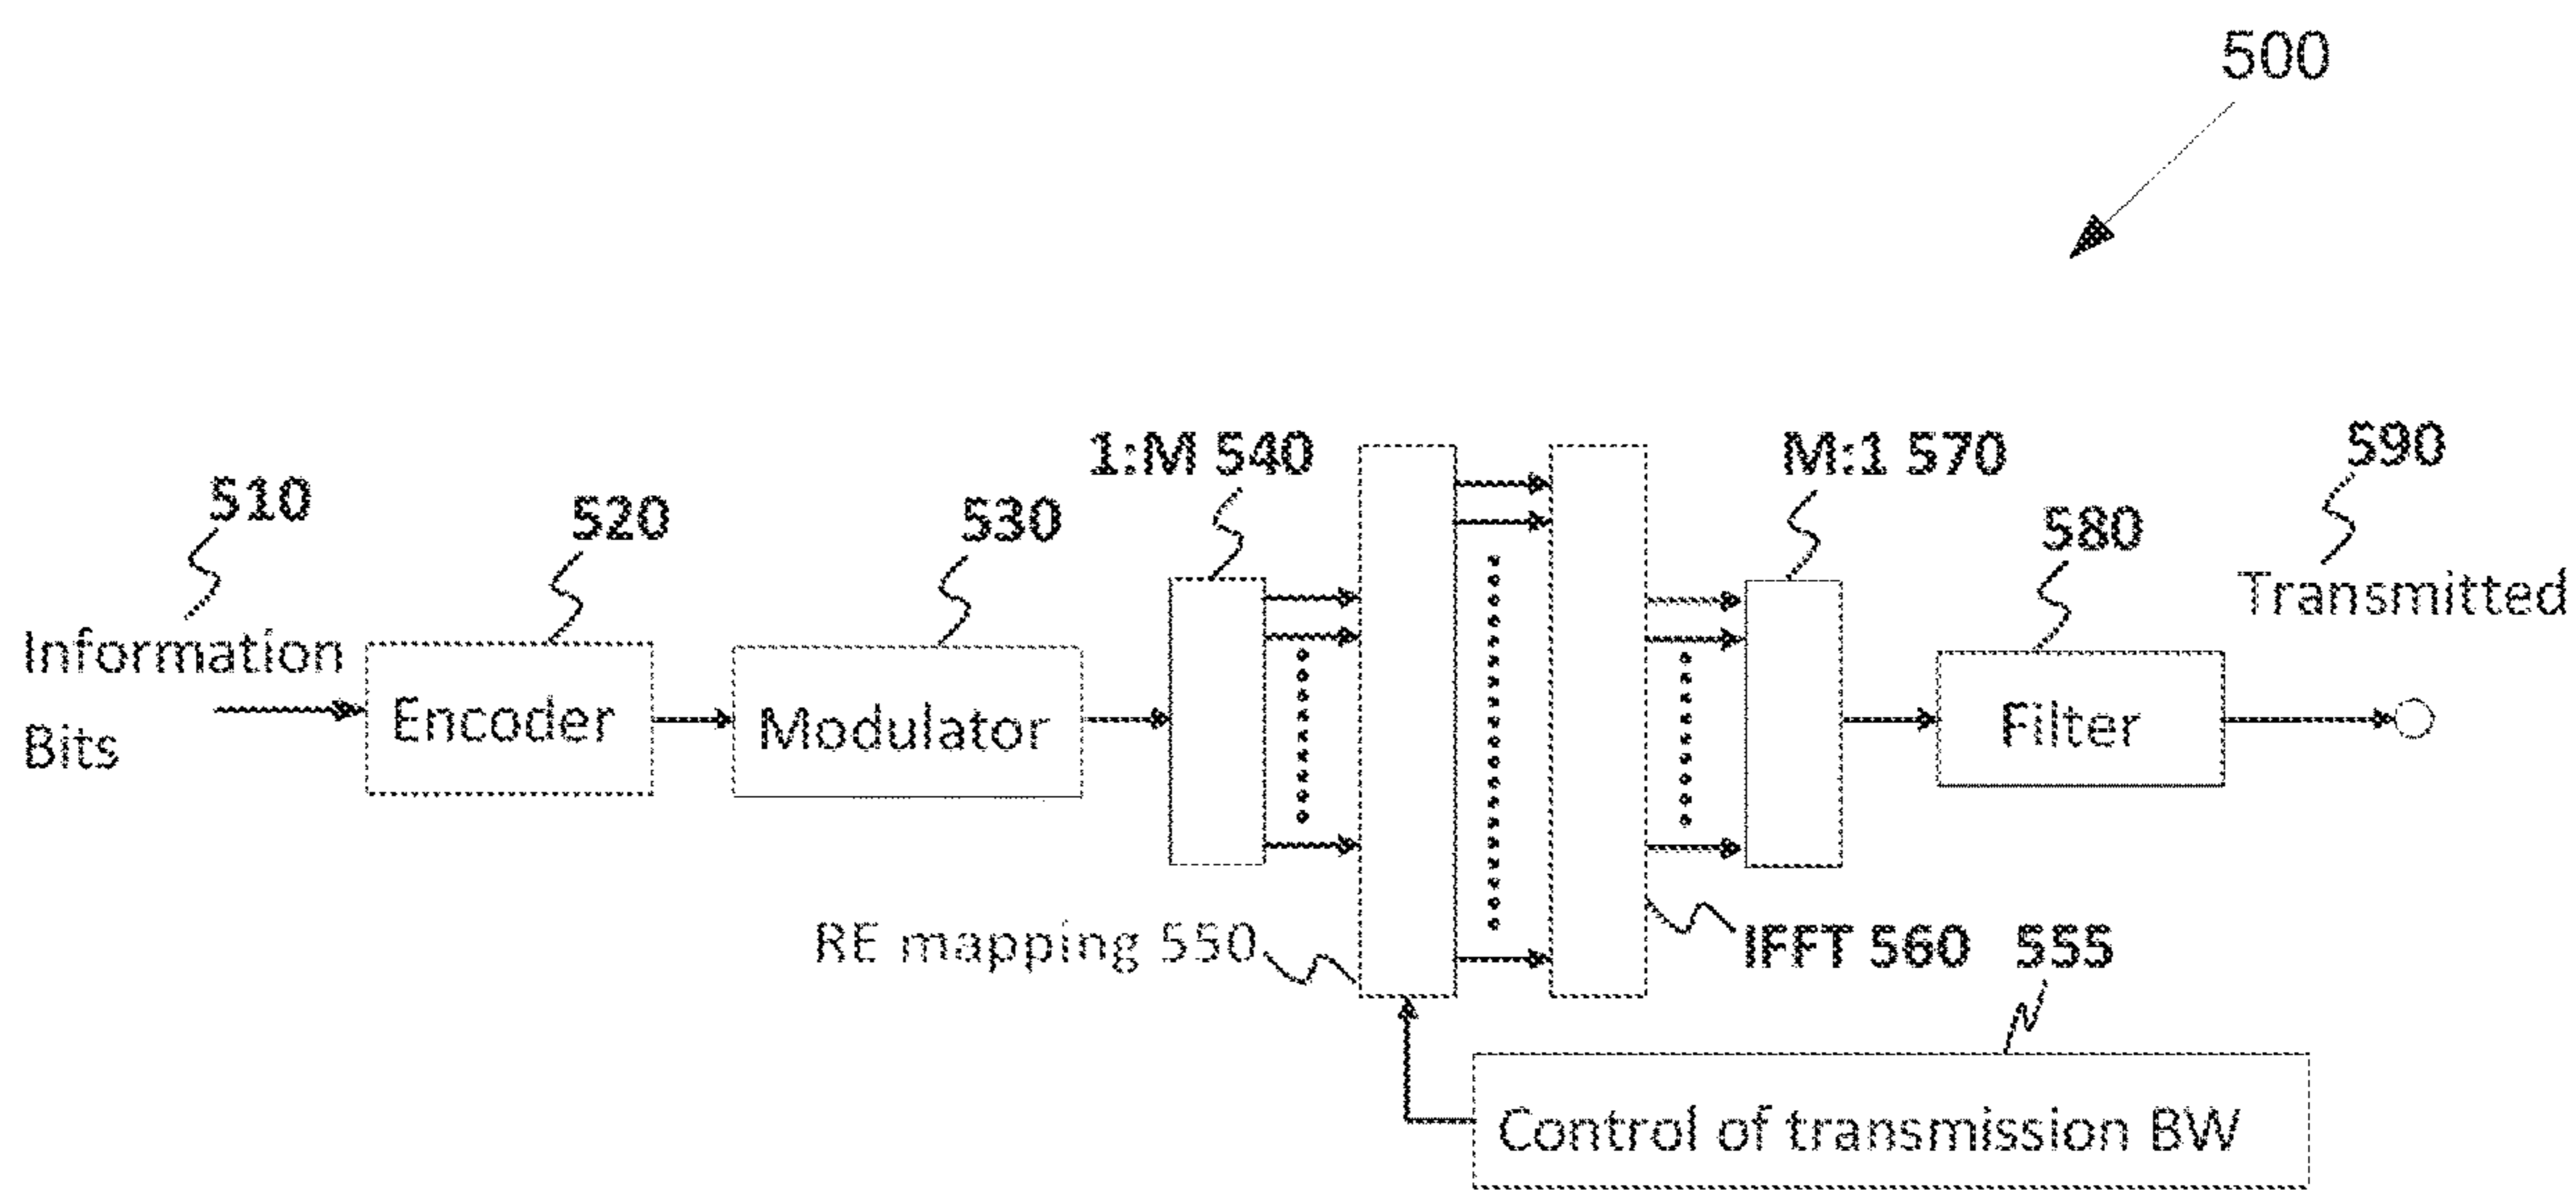 500
1:M 540
M:1 570
590
510
520
530
580
Transmitted
Information
Bits
Encoder
Modulator
Filter
RE mapping 550
IFFT 560
555
Control of transmission BW